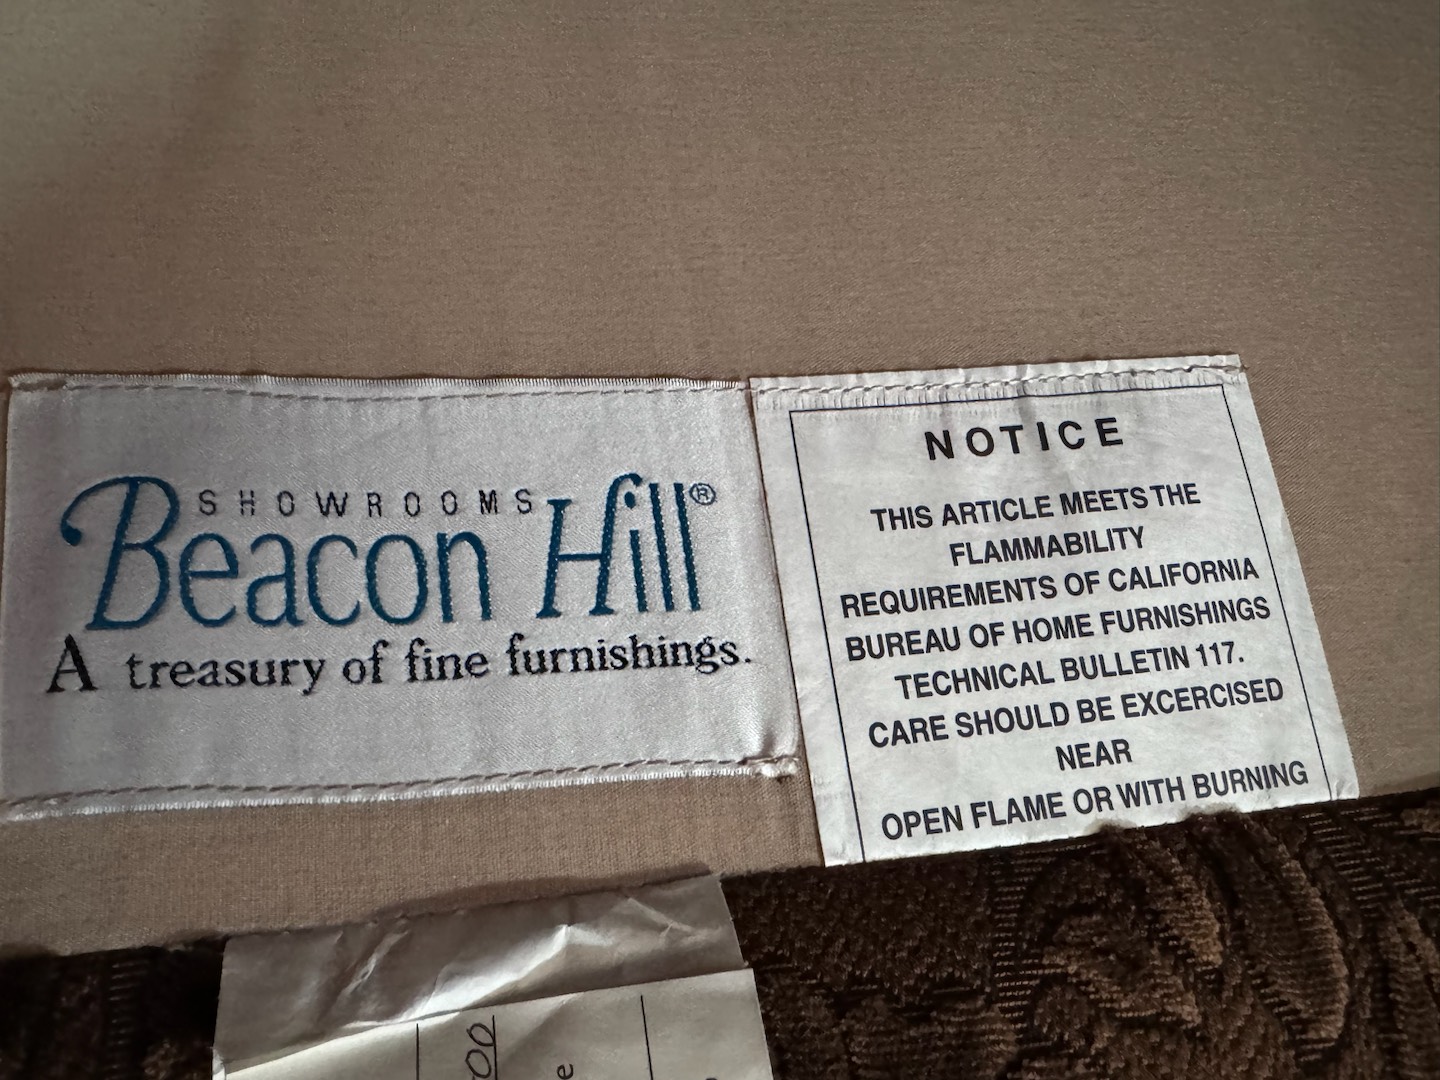 SHOWROOMS
Beacon Hill®
A treasury of fine furnishings.
NOTICE
THIS ARTICLE MEETS THE
FLAMMABILITY
REQUIREMENTS OF CALIFORNIA
BUREAU OF HOME FURNISHINGS
TECHNICAL BULLETIN 117.
CARE SHOULD BE EXCERCISED
NEAR
OPEN FLAME OR WITH BURNING